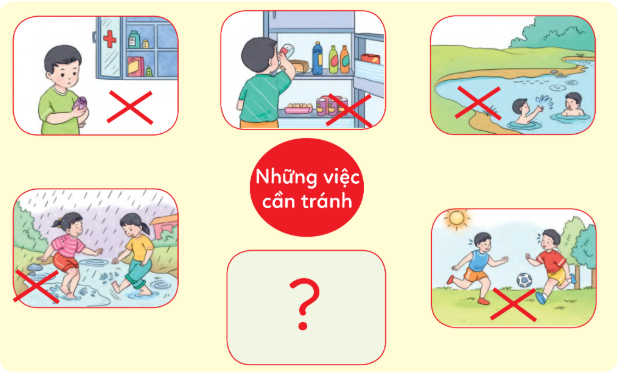 Những việc
cần tránh
?